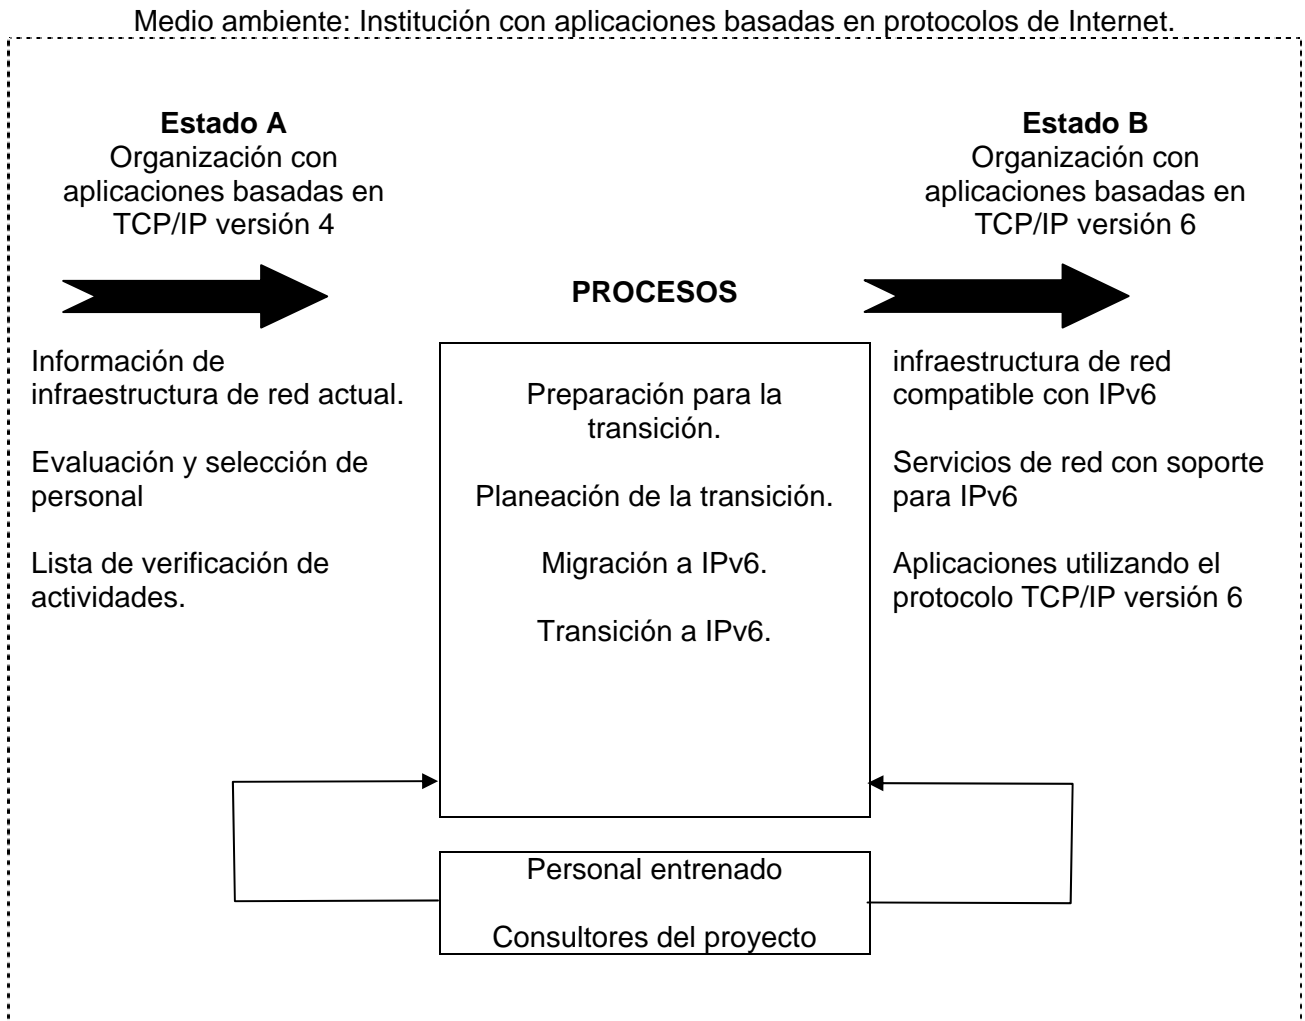 Medio ambiente: Institución con aplicaciones basadas en protocolos de Internet.
Estado A
Organización con
aplicaciones basadas en
TCP/IP versión 4
Estado B
Organización con
aplicaciones basadas en
TCP/IP versión 6
PROCESOS
Información de
infraestructura de red actual.
Evaluación y selección de
personal
Lista de verificación de
actividades.
Preparación para la
transición.
Planeación de la transición.
Migración a IPv6.
Transición a IPv6.
infraestructura de red
compatible con IPv6
Servicios de red con soporte
para IPv6
Aplicaciones utilizando el
protocolo TCP/IP versión 6
Personal entrenado
Consultores del proyecto